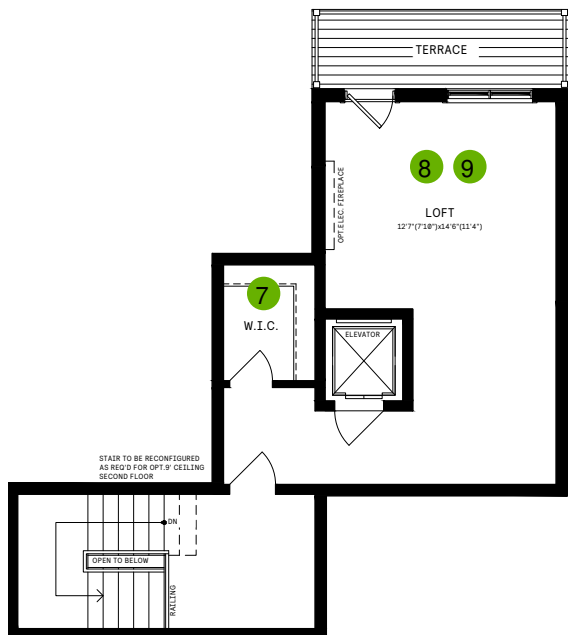 TERRACE
8 9
OPT.ELEC. FIREPLACE
LOFT
12'7"(7'10")x14'6"(11'4")
7
W.I.C.
ELEVATOR
STAIR TO BE RECONFIGURED
AS REQ'D FOR OPT.9' CEILING
SECOND FLOOR
DN
OPEN TO BELOW
RAILING